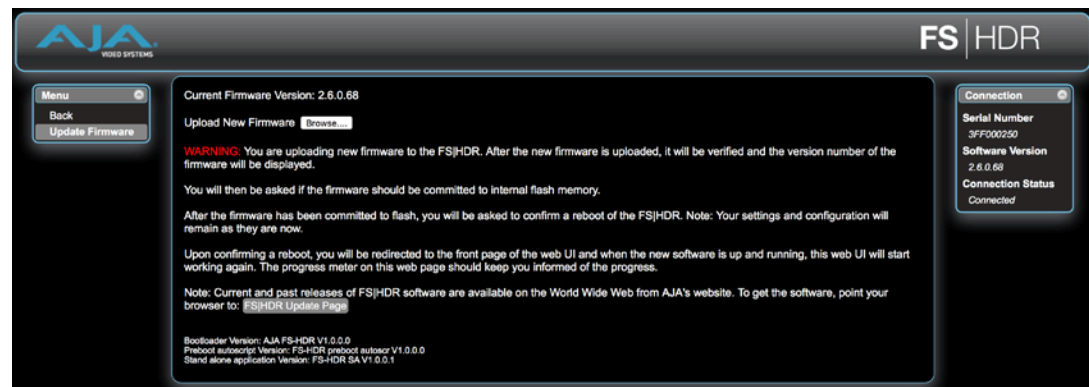 AJA
VIDEO SYSTEMS
FS|HDR
Menu
Back
Update Firmware
Current Firmware Version: 2.6.0.68
Upload New Firmware Browse....
WARNING: You are uploading new firmware to the FS|HDR. After the new firmware is uploaded, it will be verified and the version number of the
firmware will be displayed.
You will then be asked if the firmware should be committed to internal flash memory.
After the firmware has been committed to flash, you will be asked to confirm a reboot of the FS|HDR. Note: Your settings and configuration will
remain as they are now.
Upon confirming a reboot, you will be redirected to the front page of the web UI and when the new software is up and running, this web UI will start
working again. The progress meter on this web page should keep you informed of the progress.
Note: Current and past releases of FS|HDR software are available on the World Wide Web from AJA's website. To get the software, point your
browser to: FS|HDR Update Page
Bootloader Version: AJA FS-HDR V1.0.0.0
Preboot autoscript Version: FS-HDR preboot autoscr V1.0.0.0
Stand alone application Version: FS-HDR SA V1.0.0.1
Connection
Serial Number
3FF000250
Software Version
2.6.0.68
Connection Status
Connected